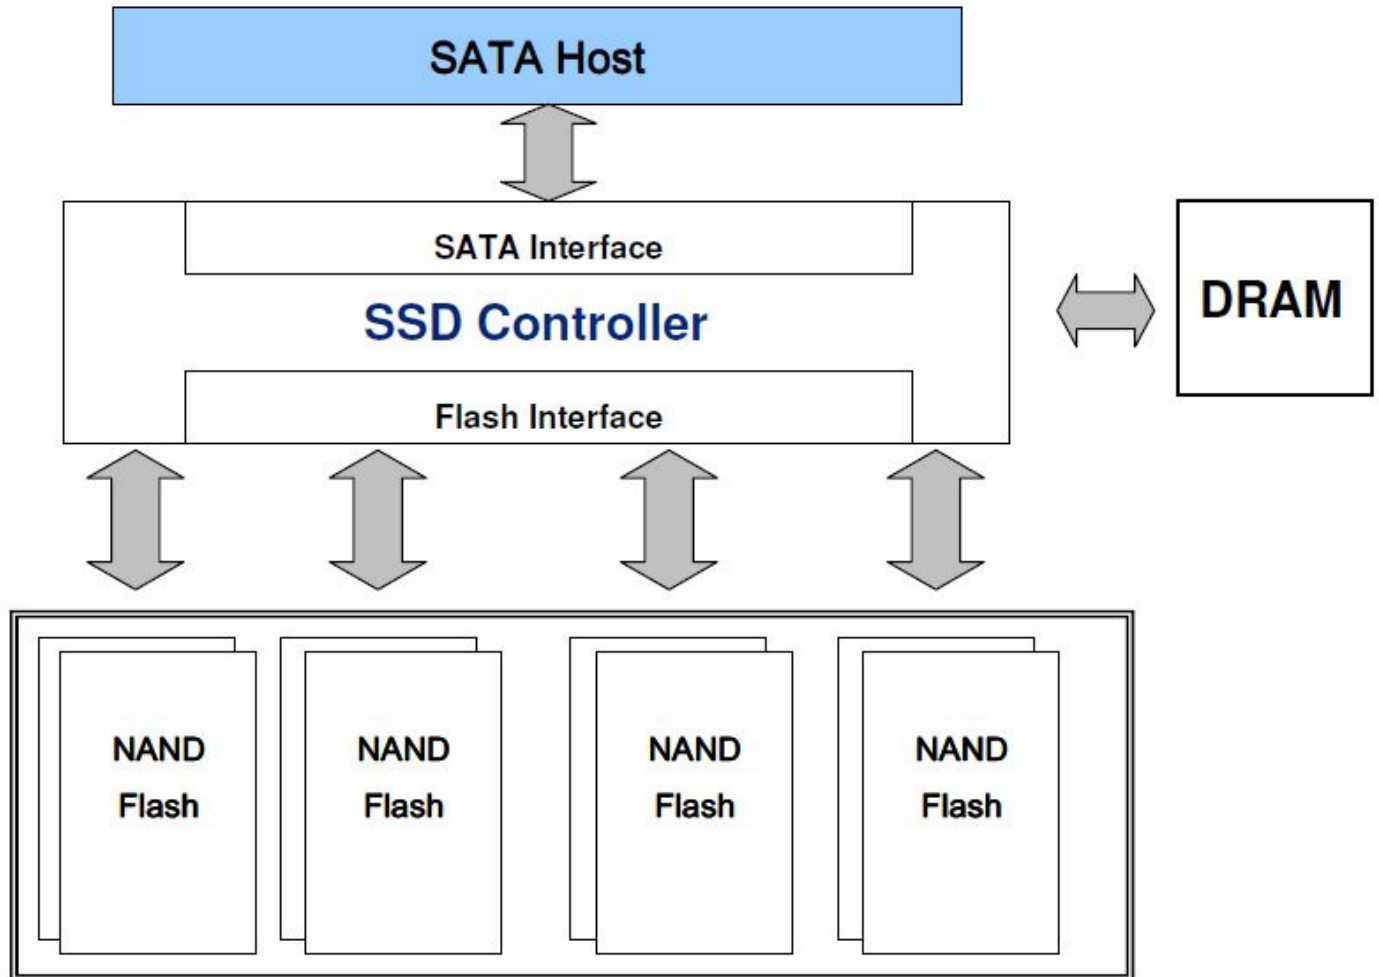 SATA Host
SATA Interface
SSD Controller
DRAM
Flash Interface
NAND
Flash
NAND
Flash
NAND
Flash
NAND
Flash